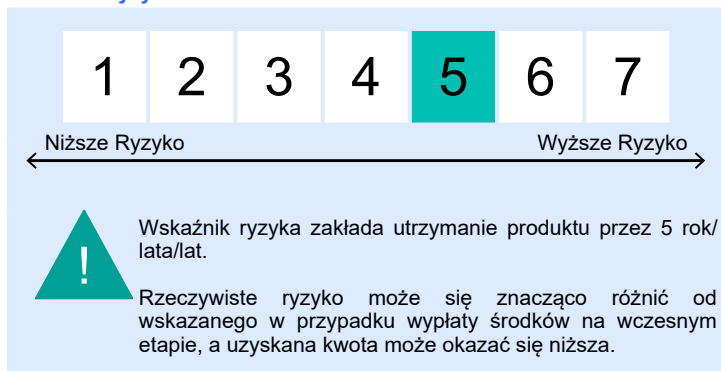 1 2 3 4 5 6 7
Niższe Ryzyko Wyższe Ryzyko
!
Wskaźnik ryzyka zakłada utrzymanie produktu przez 5 rok/
lata/lat.
Rzeczywiste ryzyko może się znacząco różnić od
wskazanego w przypadku wypłaty środków na wczesnym
etapie, a uzyskana kwota może okazać się niższa.